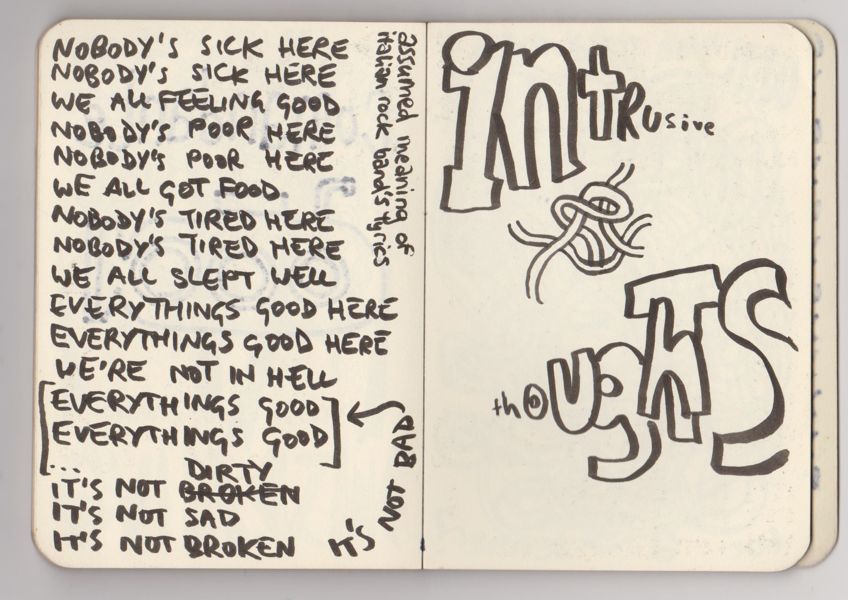 NOBODY'S SICK HERE
NOBODY'S SICK HERE
WE ALL FEELING GOOD
NOBODY'S POOR HERE
NOBODY'S POOR HERE
WE ALL GOT FOOD
NOBODY'S TIRED HERE
NOBODY'S TIRED HERE
WE ALL SLEPT WELL
EVERYTHINGS GOOD HERE
EVERYTHINGS GOOD HERE
WE'RE NOT IN HELL
[EVERYTHINGS GOOD
EVERYTHINGS GOOD]
...
DIRTY
IT'S NOT BROKEN
IT'S NOT SAD
IT'S NOT BROKEN
IT'S NOT BAD
assumed meaning of
italian rock band's lyrics
iNtRusive
thOUgHTS